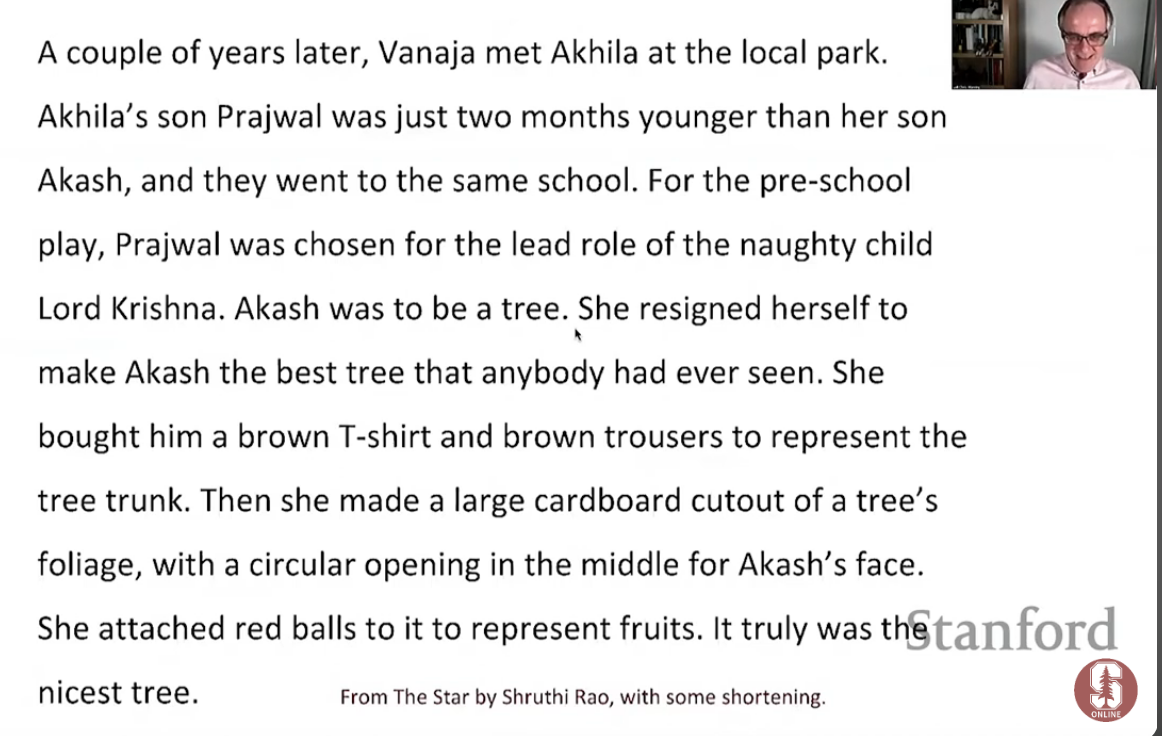 A couple of years later, Vanaja met Akhila at the local park.
Akhila’s son Prajwal was just two months younger than her son
Akash, and they went to the same school. For the pre-school
play, Prajwal was chosen for the lead role of the naughty child
Lord Krishna. Akash was to be a tree. She resigned herself to
make Akash the best tree that anybody had ever seen. She
bought him a brown T-shirt and brown trousers to represent the
tree trunk. Then she made a large cardboard cutout of a tree’s
foliage, with a circular opening in the middle for Akash’s face.
She attached red balls to it to represent fruits. It truly was the
nicest tree.
From The Star by Shruthi Rao, with some shortening.
Stanford
S
ONLINE